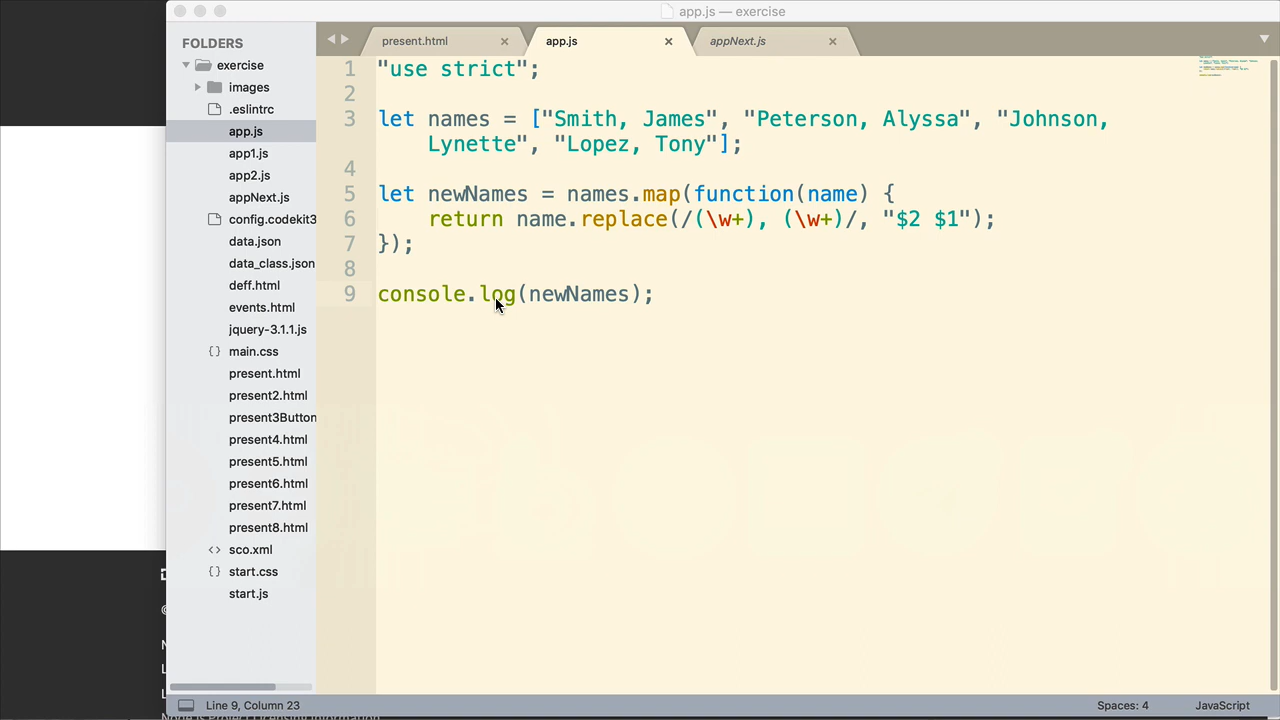 app.js — exercise
FOLDERS
exercise
images
.eslintrc
app.js
app1.js
app2.js
appNext.js
config.codekit3
data.json
data_class.json
deff.html
events.html
jquery-3.1.1.js
{} main.css
present.html
present2.html
present3Button
present4.html
present5.html
present6.html
present7.html
present8.html
<> sco.xml
{} start.css
start.js
present.html
app.js
appNext.js
1 "use strict";
2
3 let names = ["Smith, James", "Peterson, Alyssa", "Johnson,
Lynette", "Lopez, Tony"];
4
5 let newNames = names.map(function(name) {
6 return name.replace(/(\w+), (\w+)/, "$2 $1");
7 });
8
9 console.log(newNames);
Line 9, Column 23
Spaces: 4
JavaScript